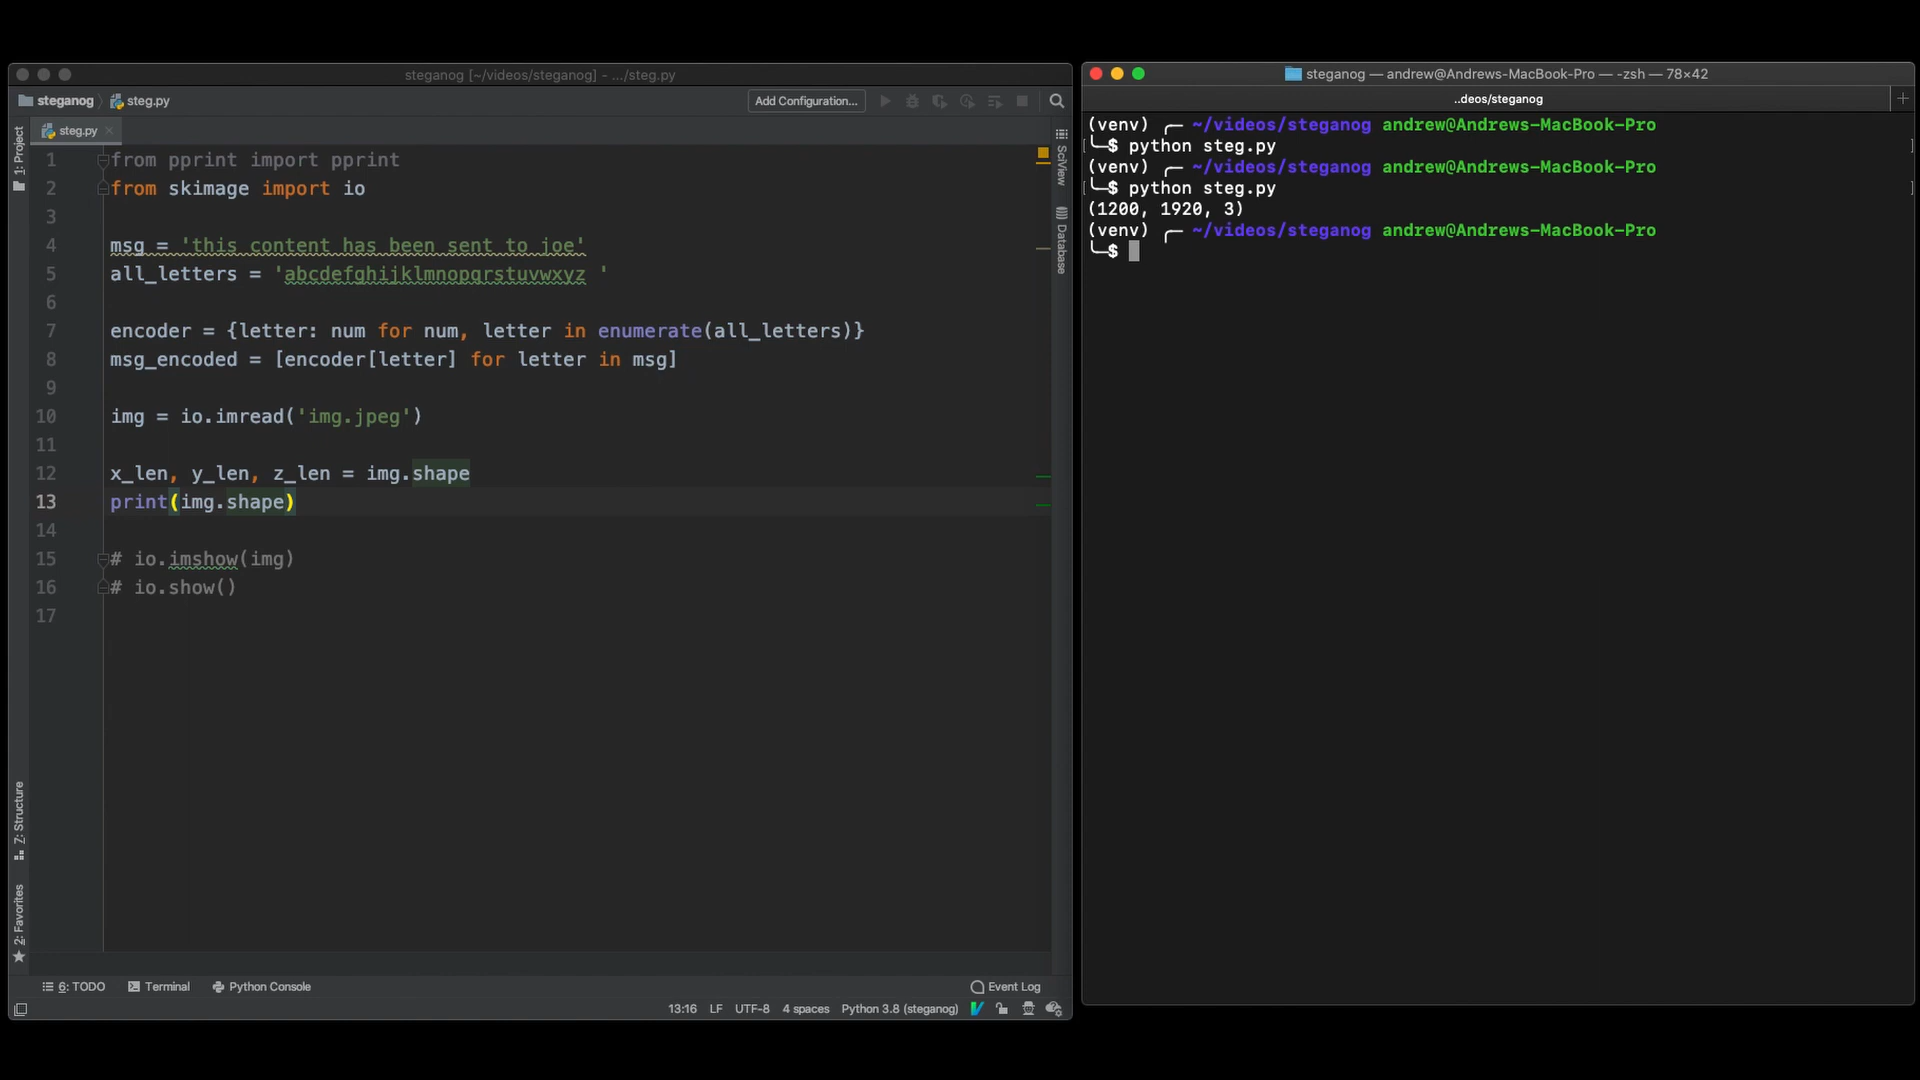 steganog [~/videos/steganog] - .../steg.py
steganog
steg.py
Add Configuration...
steg.py
1: Project
SciView
Database
1 from pprint import pprint
2 from skimage import io
3
4 msg = 'this content has been sent to joe'
5 all_letters = 'abcdefghijklmnopqrstuvwxyz '
6
7 encoder = {letter: num for num, letter in enumerate(all_letters)}
8 msg_encoded = [encoder[letter] for letter in msg]
9
10 img = io.imread('img.jpeg')
11
12 x_len, y_len, z_len = img.shape
13 print(img.shape)
14
15 # io.imshow(img)
16 # io.show()
17
Z: Structure
2: Favorites
6: TODO
Terminal
Python Console
Event Log
13:16 LF UTF-8 4 spaces Python 3.8 (steganog)
steganog — andrew@Andrews-MacBook-Pro — -zsh — 78×42
..deos/steganog
(venv) ╭─ ~/videos/steganog andrew@Andrews-MacBook-Pro
╰─$ python steg.py
(venv) ╭─ ~/videos/steganog andrew@Andrews-MacBook-Pro
╰─$ python steg.py
(1200, 1920, 3)
(venv) ╭─ ~/videos/steganog andrew@Andrews-MacBook-Pro
╰─$